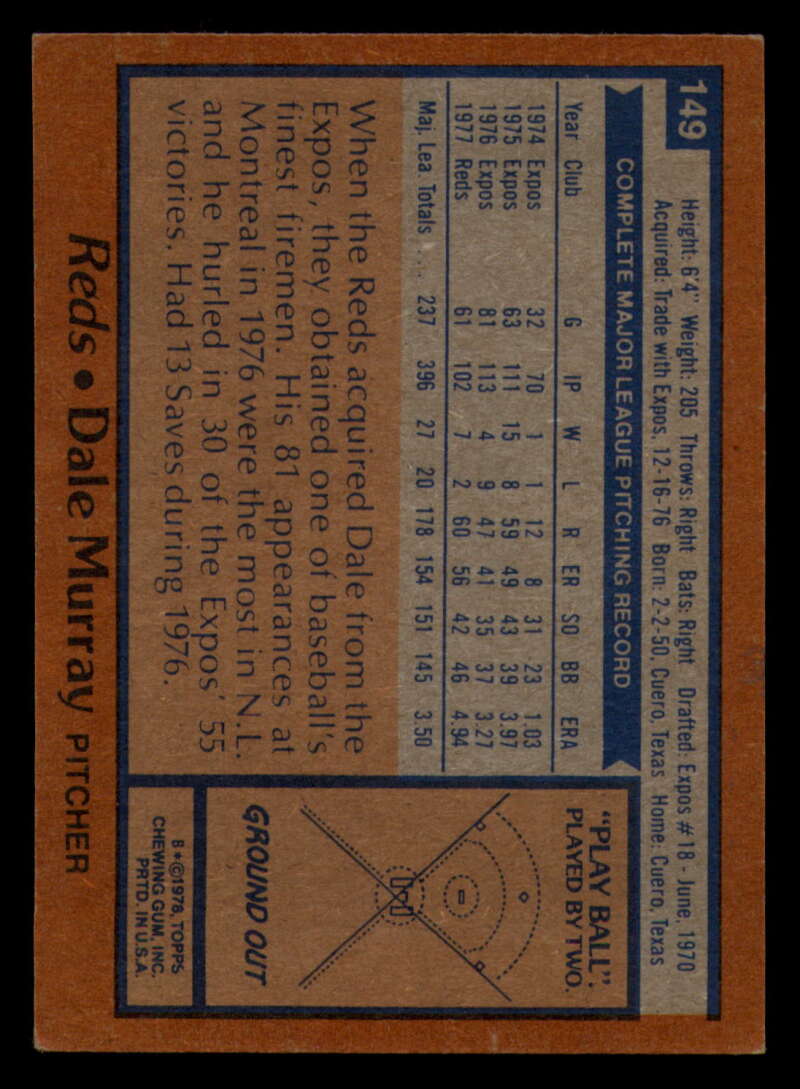 149
Height: 6'4" Weight: 205 Throws: Right Bats: Right Drafted: Expos #18 - June, 1970
Acquired: Trade with Expos, 12-16-76 Born: 2-2-50, Cuero, Texas Home: Cuero, Texas
COMPLETE MAJOR LEAGUE PITCHING RECORD
Year Club G IP W L R ER SO BB ERA
1974 Expos 32 70 1 1 12 8 31 23 1.03
1975 Expos 63 111 15 8 59 49 43 39 3.97
1976 Expos 81 113 4 9 47 41 35 37 3.27
1977 Reds 61 102 7 2 60 56 42 46 4.94
Maj. Lea. Totals .... 237 396 27 20 178 154 151 145 3.50
When the Reds acquired Dale from the
Expos, they obtained one of baseball's
finest firemen. His 81 appearances at
Montreal in 1976 were the most in N.L.
and he hurled in 30 of the Expos' 55
victories. Had 13 Saves during 1976.
"PLAY BALL":
PLAYED BY TWO.
GROUND OUT
8*©1978, TOPPS
CHEWING GUM, INC.
PRTD. IN U.S.A.
Reds • Dale Murray PITCHER